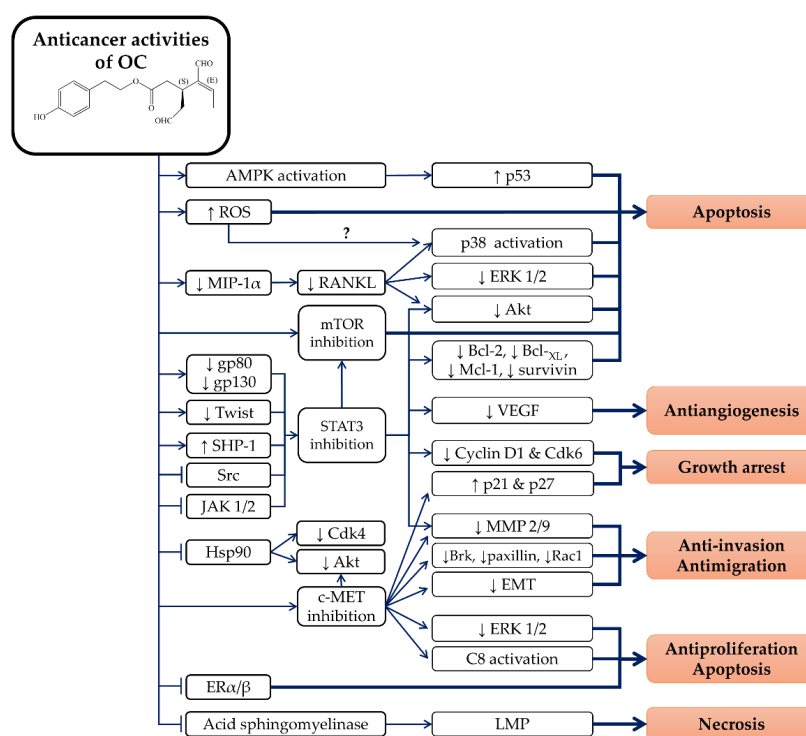 Anticancer activities
of OC
CHO
(S)
(E)
O
O
HO
OHC
AMPK activation
↑ p53
↑ ROS
Apoptosis
?
p38 activation
↓ MIP-1α
↓ RANKL
↓ ERK 1/2
↓ Akt
mTOR
inhibition
↓ gp80
↓ gp130
↓ Bcl-2, ↓ Bcl-XL ,
↓ Mcl-1, ↓ survivin
↓ Twist
↓ VEGF
Antiangiogenesis
STAT3
inhibition
↑ SHP-1
↓ Cyclin D1 & Cdk6
Growth arrest
Src
↑ p21 & p27
JAK 1/2
↓ MMP 2/9
↓ Cdk4
Hsp90
Anti-invasion
Antimigration
↓ Akt
↓Brk, ↓paxillin, ↓Rac1
↓ EMT
c-MET
inhibition
↓ ERK 1/2
Antiproliferation
Apoptosis
C8 activation
ERα/β
Acid sphingomyelinase
LMP
Necrosis